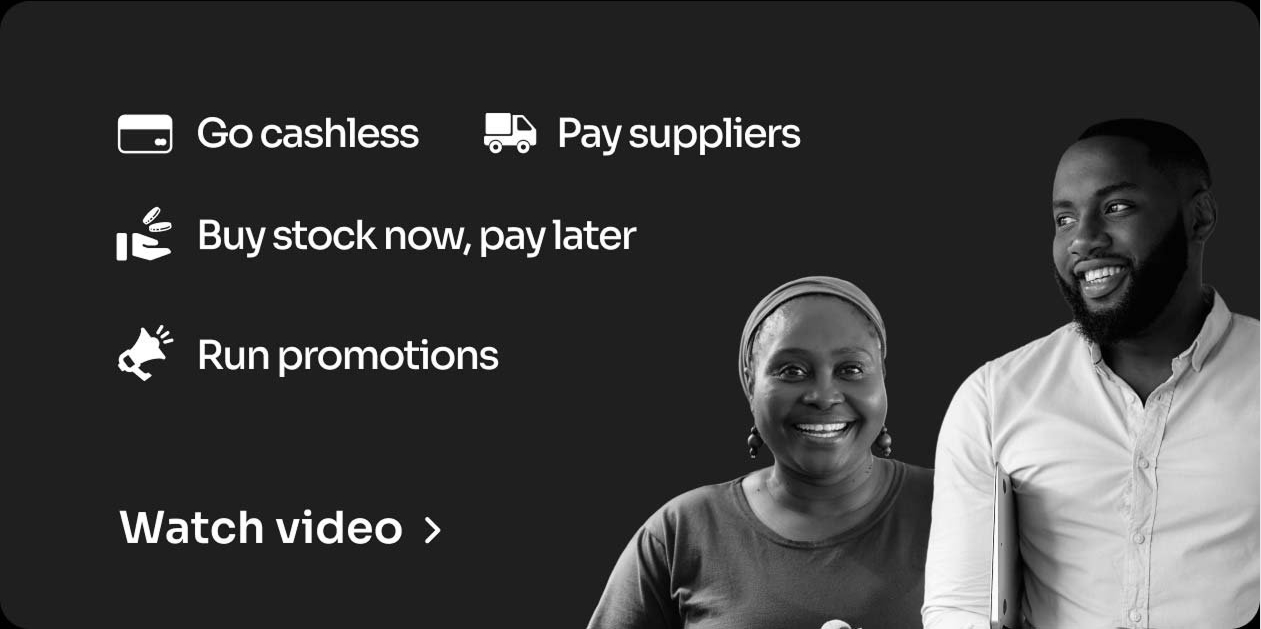 Go cashless Pay suppliers
Buy stock now, pay later
Run promotions
Watch video